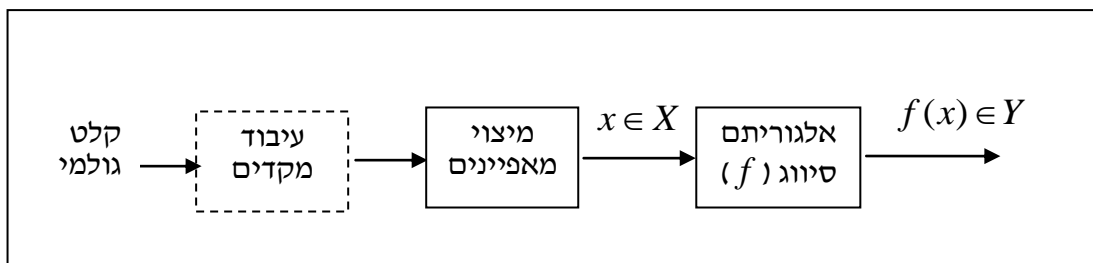 קלט
גולמי
עיבוד
מקדים
מיצוי
מאפיינים
x ∈ X
אלגוריתם
סיווג (f)
f(x) ∈ Y